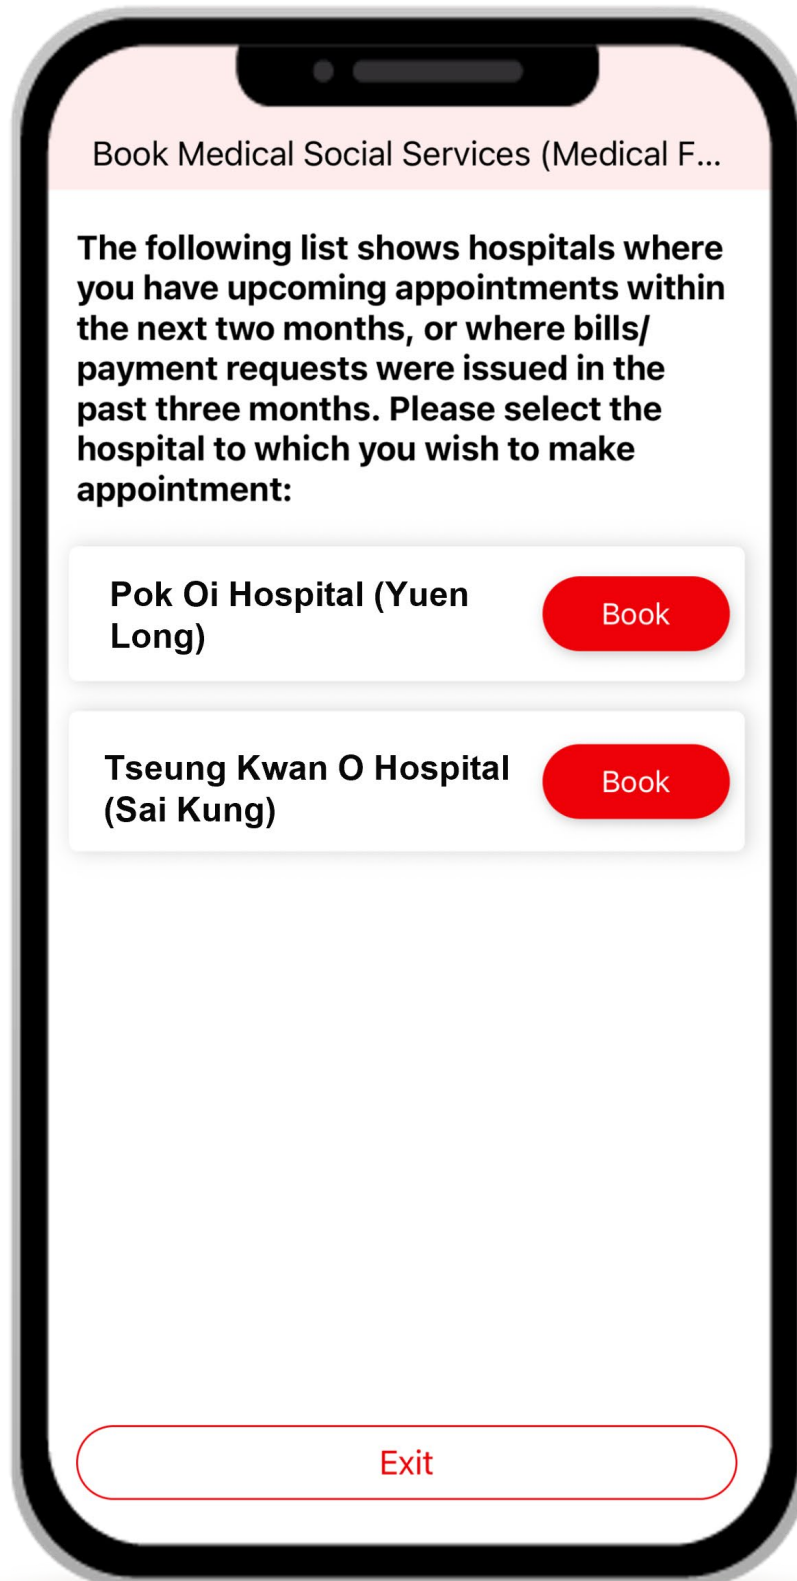 Book Medical Social Services (Medical F...
The following list shows hospitals where
you have upcoming appointments within
the next two months, or where bills/
payment requests were issued in the
past three months. Please select the
hospital to which you wish to make
appointment:
Pok Oi Hospital (Yuen
Long)
Book
Tseung Kwan O Hospital
(Sai Kung)
Book
Exit